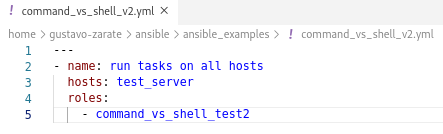 ! command_vs_shell_v2.yml ×
home > gustavo-zarate > ansible > ansible_examples > ! command_vs_shell_v2.yml
1 ---
2 - name: run tasks on all hosts
3   hosts: test_server
4   roles:
5     - command_vs_shell_test2